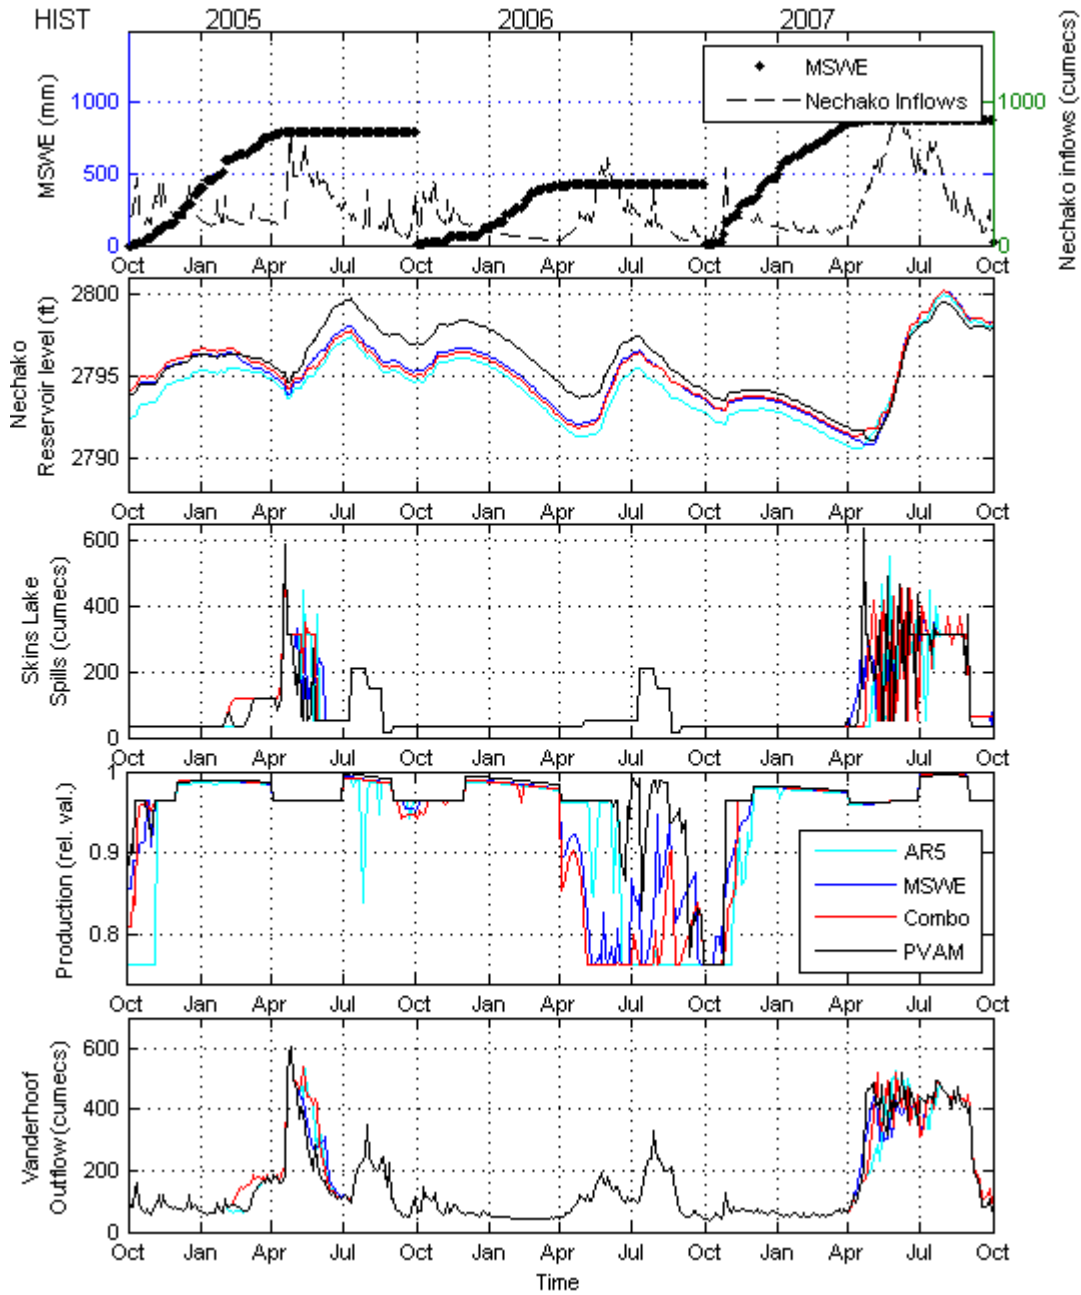 HIST 2005 2006 2007
MSWE (mm)
1000
500
0
MSWE
Nechako Inflows
1000
0
Nechako inflows (cumecs)
Oct Jan Apr Jul Oct Jan Apr Jul Oct Jan Apr Jul Oct
Nechako
Reservoir level (ft)
2800
2795
2790
Oct Jan Apr Jul Oct Jan Apr Jul Oct Jan Apr Jul Oct
Skins Lake
Spills (cumecs)
600
400
200
0
Oct Jan Apr Jul Oct Jan Apr Jul Oct Jan Apr Jul Oct
Production (rel. val.)
1
0.9
0.8
AR5
MSWE
Combo
PVAM
Oct Jan Apr Jul Oct Jan Apr Jul Oct Jan Apr Jul Oct
Vanderhoof
Outflow(cumecs)
600
400
200
0
Oct Jan Apr Jul Oct Jan Apr Jul Oct Jan Apr Jul Oct
Time